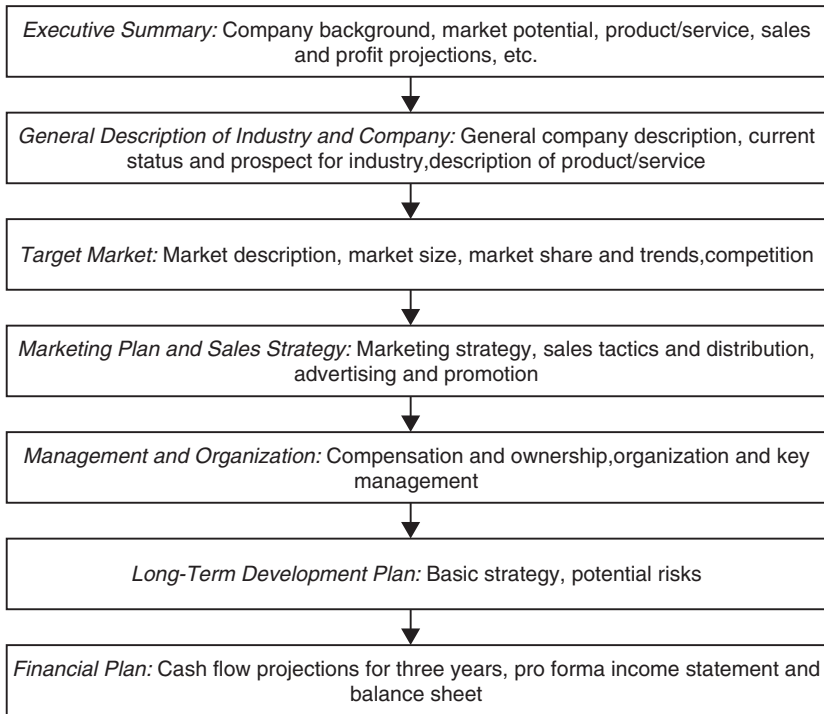 Executive Summary: Company background, market potential, product/service, sales
and profit projections, etc.
General Description of Industry and Company: General company description, current
status and prospect for industry,description of product/service
Target Market: Market description, market size, market share and trends,competition
Marketing Plan and Sales Strategy: Marketing strategy, sales tactics and distribution,
advertising and promotion
Management and Organization: Compensation and ownership,organization and key
management
Long-Term Development Plan: Basic strategy, potential risks
Financial Plan: Cash flow projections for three years, pro forma income statement and
balance sheet